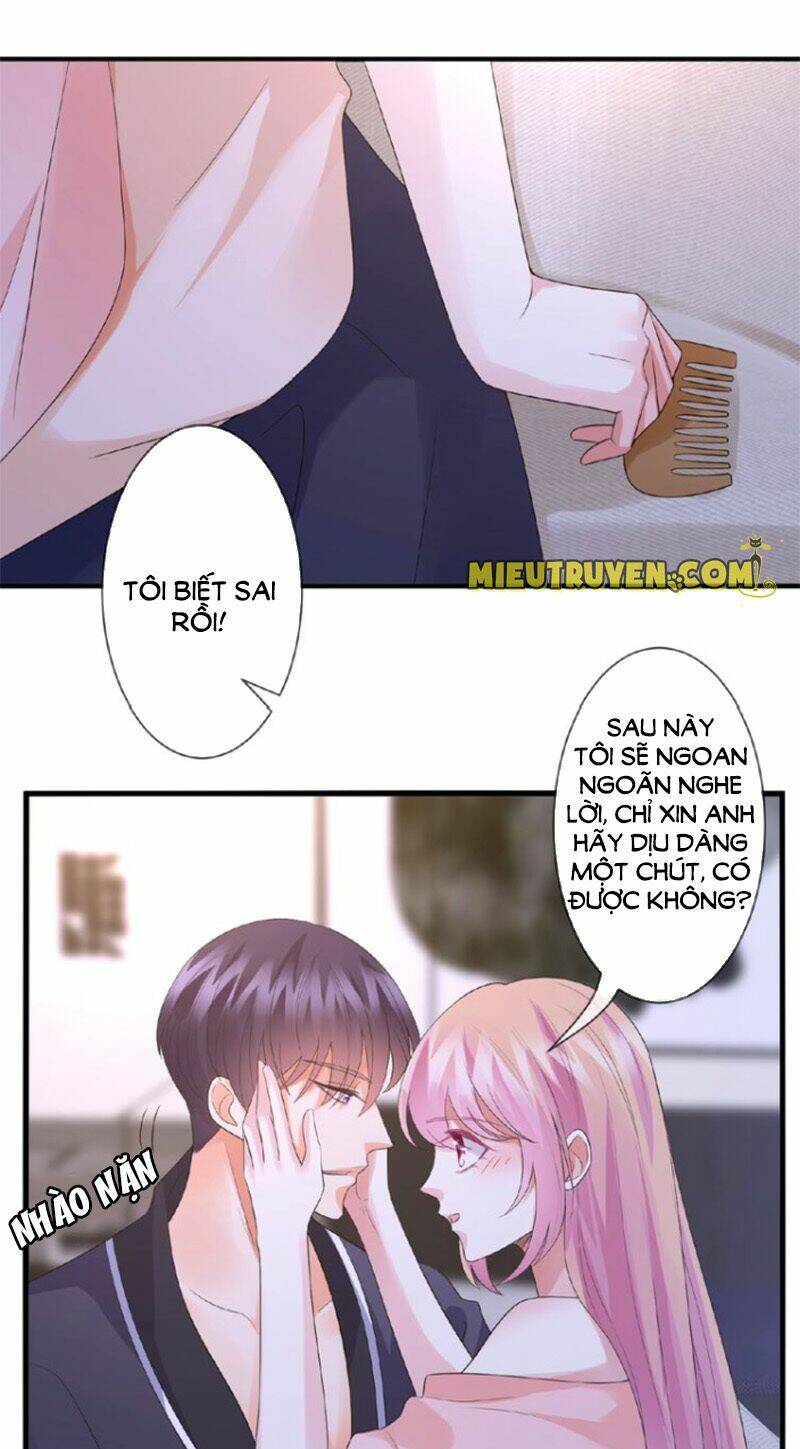 MIEUTRUYEN.COM
TÔI BIẾT SAI
RỒI!
SAU NÀY
TÔI SẼ NGOAN
NGOÃN NGHE
LỜI, CHỈ XIN ANH
HÃY DỊU DÀNG
MỘT CHÚT, CÓ
ĐƯỢC KHÔNG?
NHÀO NẶN